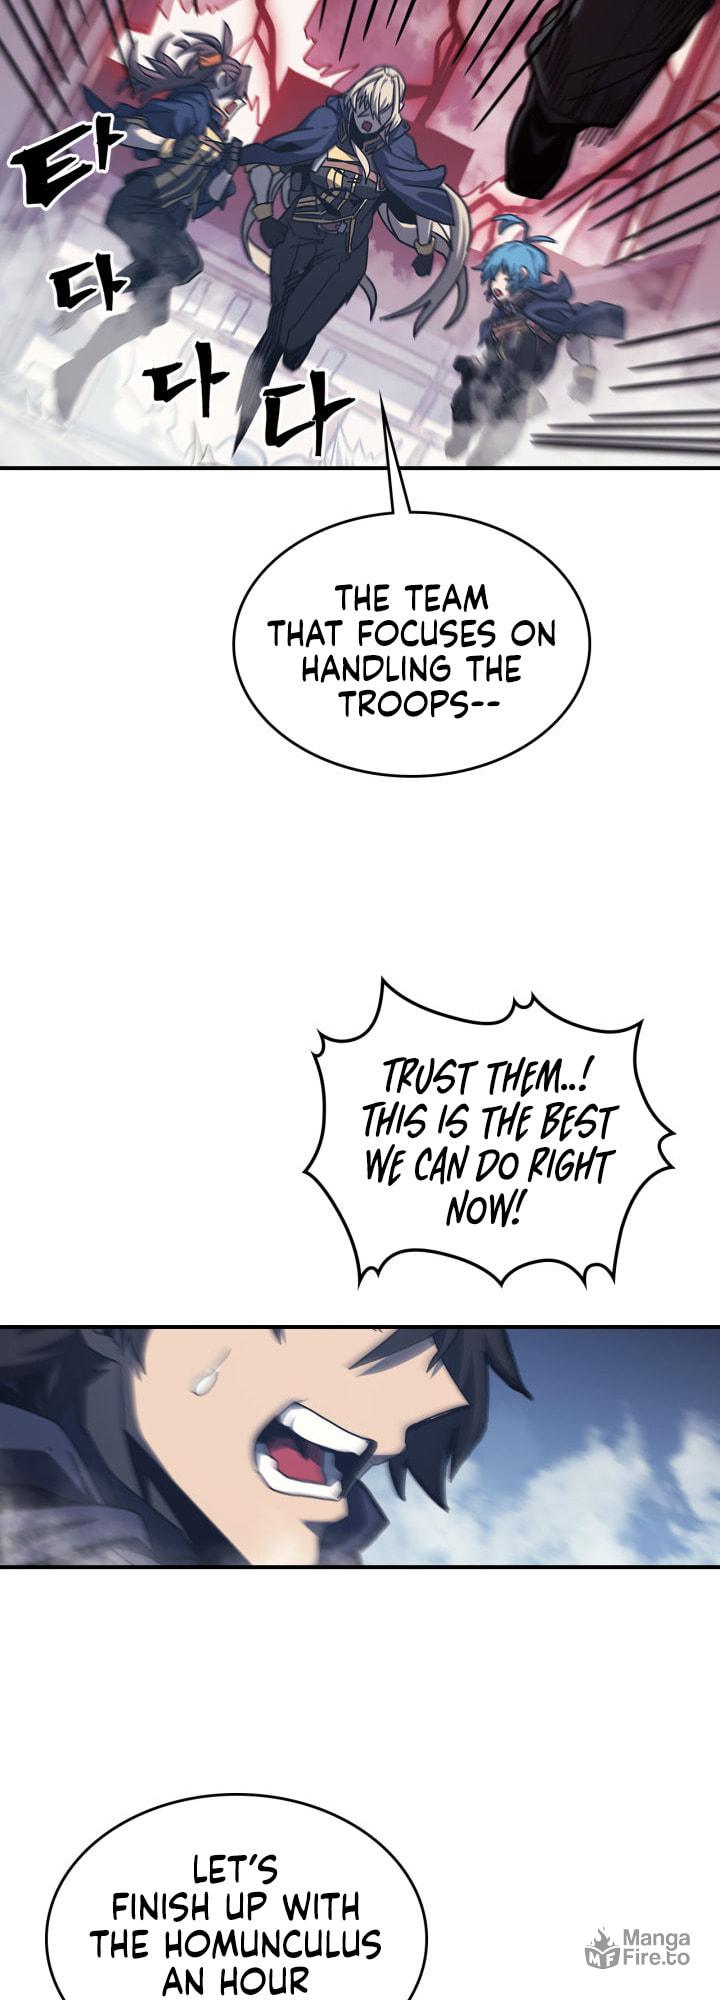 타
다
다
다
THE TEAM
THAT FOCUSES ON
HANDLING THE
TROOPS--
TRUST THEM..!
THIS IS THE BEST
WE CAN DO RIGHT
NOW!
LET'S
FINISH UP WITH
THE HOMUNCULUS
AN HOUR
Manga
MF Fire.to